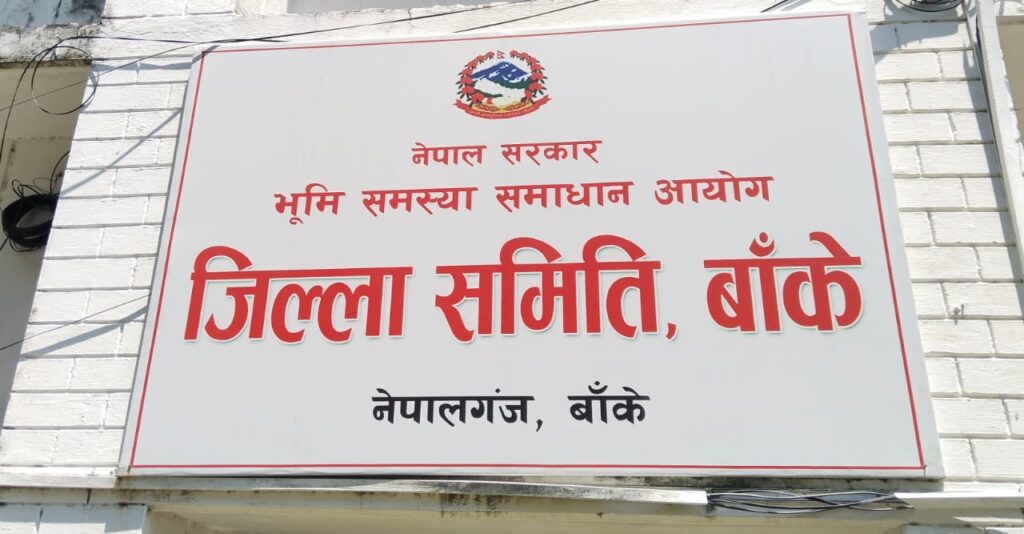 नेपाल सरकार
भूमि समस्या समाधान आयोग
जिल्ला समिति, बाँके
नेपालगंज, बाँके